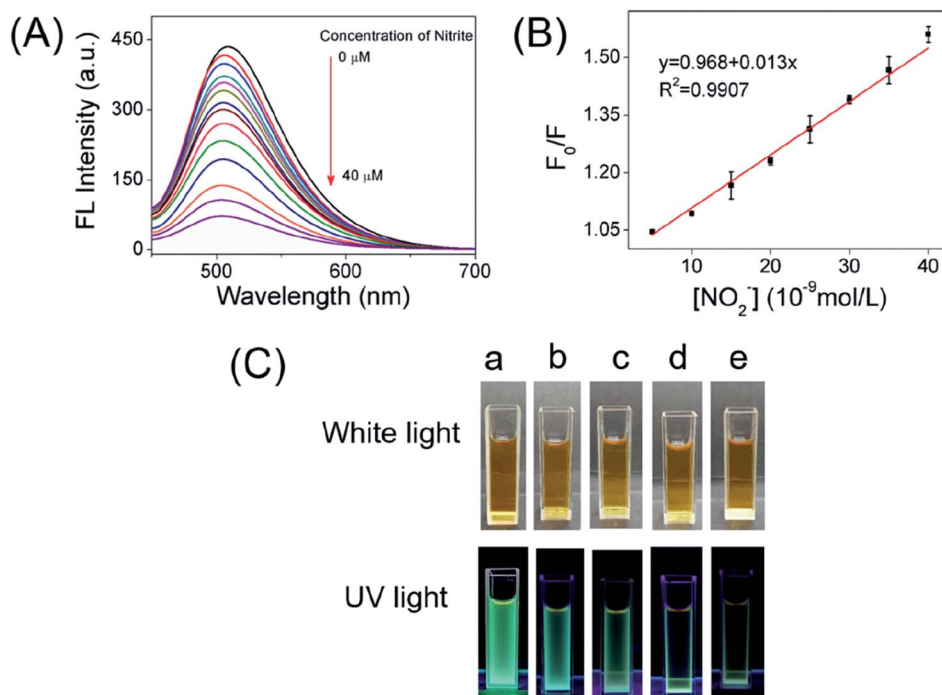 (A)
FL Intensity (a.u.)
450
300
150
0
Concentration of Nitrite
0 μM
40 μM
500
600
700
Wavelength (nm)
(B)
F₀/F
1.50
1.35
1.20
1.05
y=0.968+0.013x
R²=0.9907
10
20
30
40
[NO₂⁻] (10⁻⁹mol/L)
(C)
a b c d e
White light
UV light